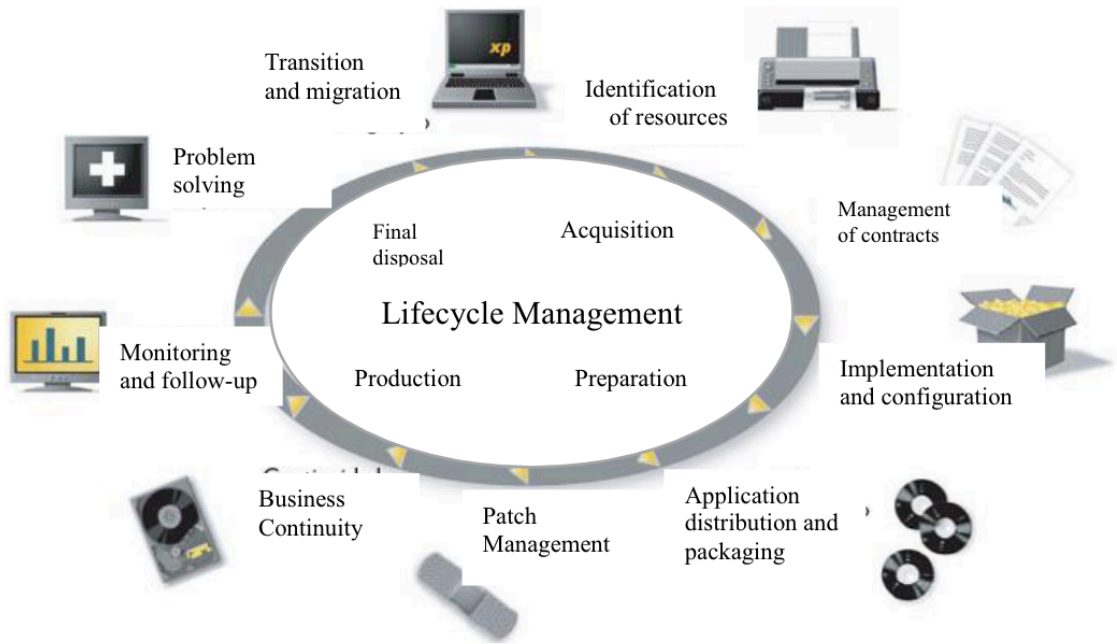 Transition
and migration
xp
Identification
of resources
Problem
solving
Management
of contracts
Final
disposal
Acquisition
Lifecycle Management
Monitoring
and follow-up
Production
Preparation
Implementation
and configuration
Business
Continuity
Patch
Management
Application
distribution and
packaging